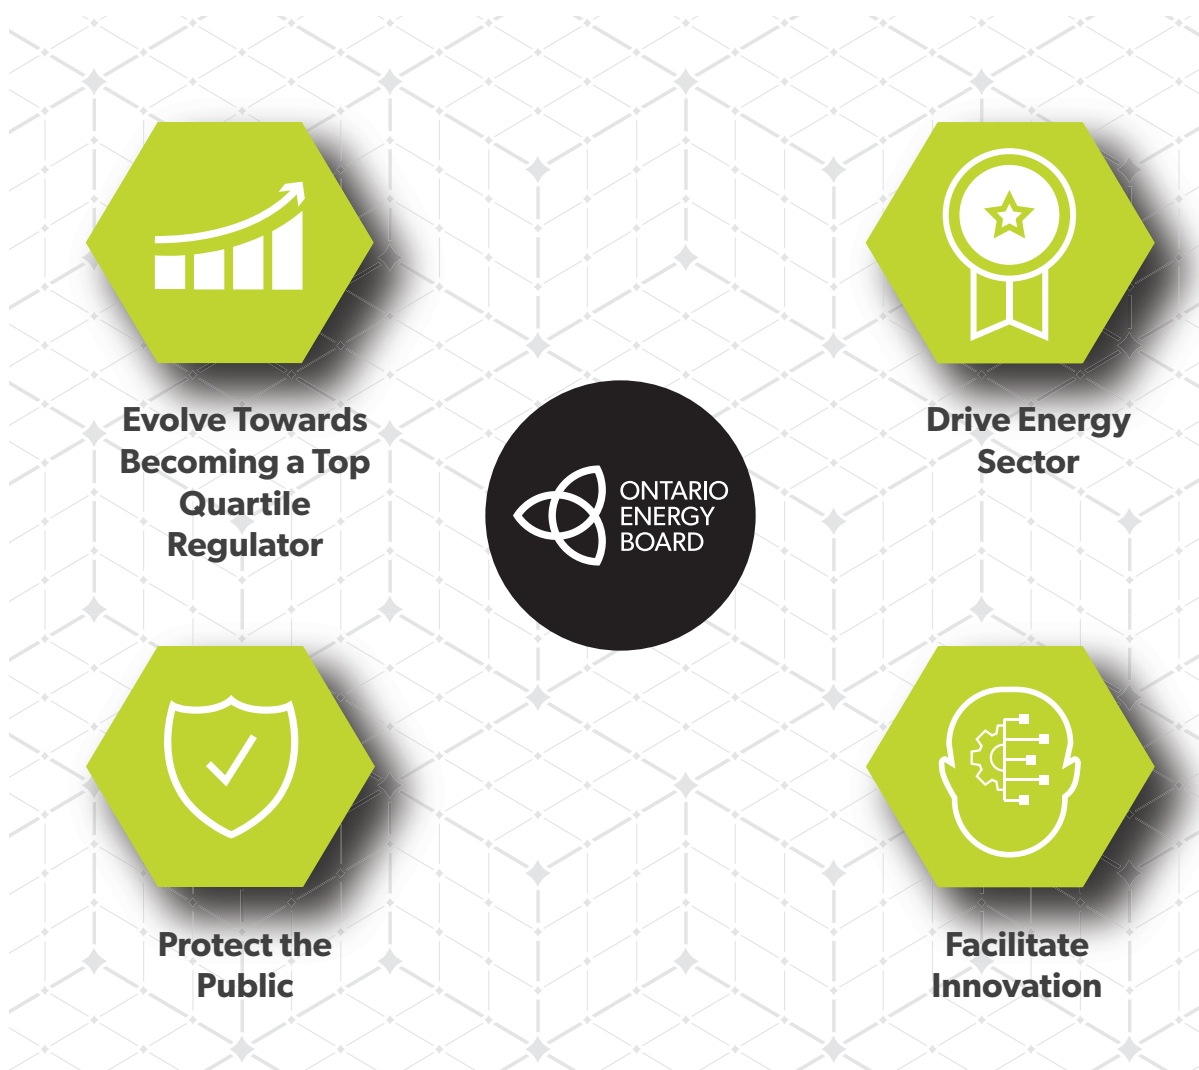 Evolve Towards
Becoming a Top
Quartile
Regulator
Drive Energy
Sector
ONTARIO
ENERGY
BOARD
Protect the
Public
Facilitate
Innovation